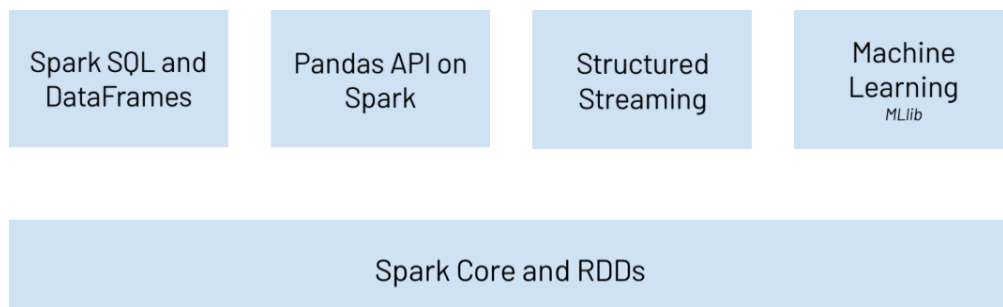 Spark SQL and
DataFrames
Pandas API on
Spark
Structured
Streaming
Machine
Learning
MLlib
Spark Core and RDDs